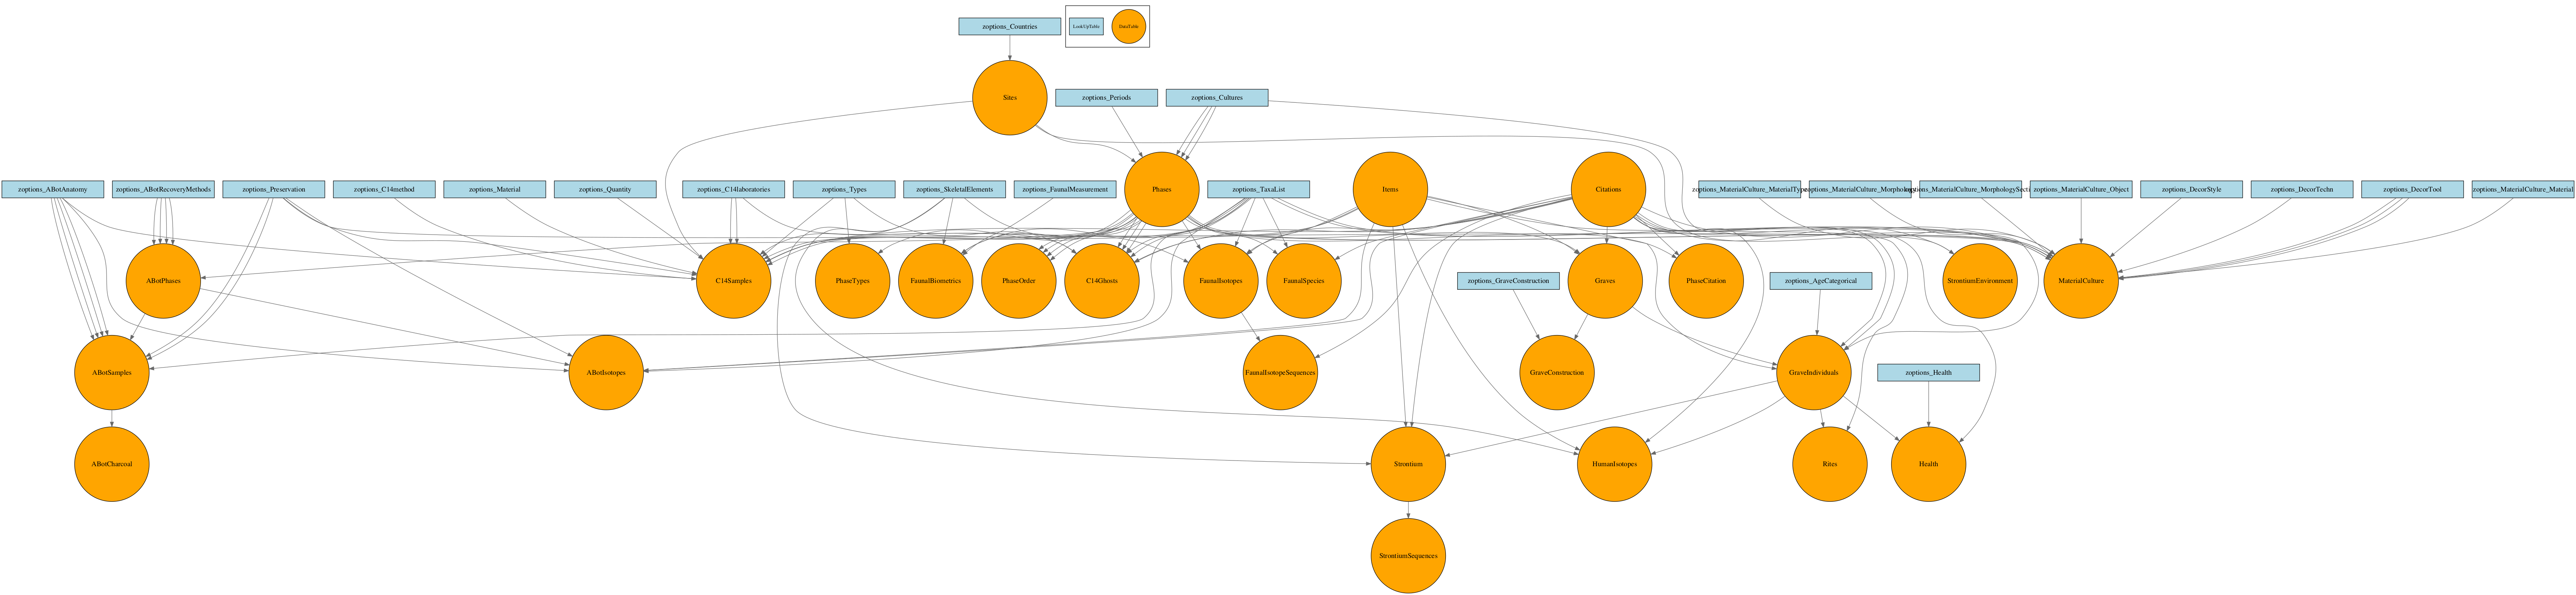 zoptions_Countries
LookUpTable
DataTable
Sites
zoptions_Periods
zoptions_Cultures
zoptions_ABotAnatomy
zoptions_ABotRecoveryMethods
zoptions_Preservation
zoptions_C14method
zoptions_Material
zoptions_Quantity
zoptions_C14laboratories
zoptions_Types
zoptions_SkeletalElements
zoptions_FaunalMeasurement
Phases
zoptions_TaxaList
Items
Citations
zoptions_MaterialCulture_MaterialType
zoptions_MaterialCulture_Morphology
zoptions_MaterialCulture_MorphologySecti
zoptions_MaterialCulture_Object
zoptions_DecorStyle
zoptions_DecorTechn
zoptions_DecorTool
zoptions_MaterialCulture_Material
ABotPhases
C14Samples
PhaseTypes
FaunalBiometrics
PhaseOrder
C14Ghosts
FaunalIsotopes
FaunalSpecies
zoptions_GraveConstruction
Graves
PhaseCitation
zoptions_AgeCategorical
StrontiumEnvironment
MaterialCulture
ABotSamples
ABotIsotopes
FaunalIsotopeSequences
GraveConstruction
GraveIndividuals
zoptions_Health
ABotCharcoal
Strontium
HumanIsotopes
Rites
Health
StrontiumSequences